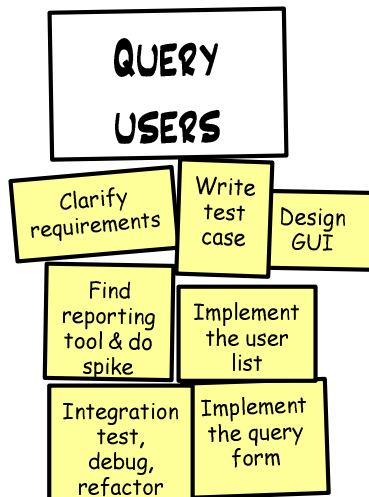 QUERY
USERS
Clarify
requirements
Write
test
case
Design
GUI
Find
reporting
tool & do
spike
Implement
the user
list
Integration
test,
debug,
refactor
Implement
the query
form